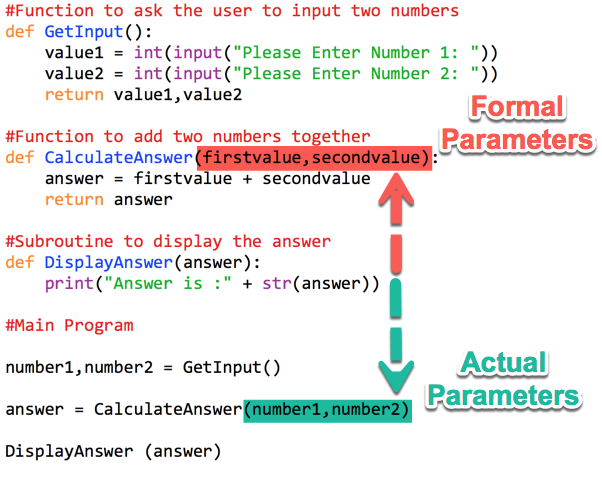 #Function to ask the user to input two numbers
def GetInput():
    value1 = int(input("Please Enter Number 1: "))
    value2 = int(input("Please Enter Number 2: "))
    return value1,value2
Formal
Parameters
#Function to add two numbers together
def CalculateAnswer(firstvalue,secondvalue):
    answer = firstvalue + secondvalue
    return answer
#Subroutine to display the answer
def DisplayAnswer(answer):
    print("Answer is :" + str(answer))
#Main Program
number1,number2 = GetInput()
Actual
Parameters
answer = CalculateAnswer(number1,number2)
DisplayAnswer (answer)